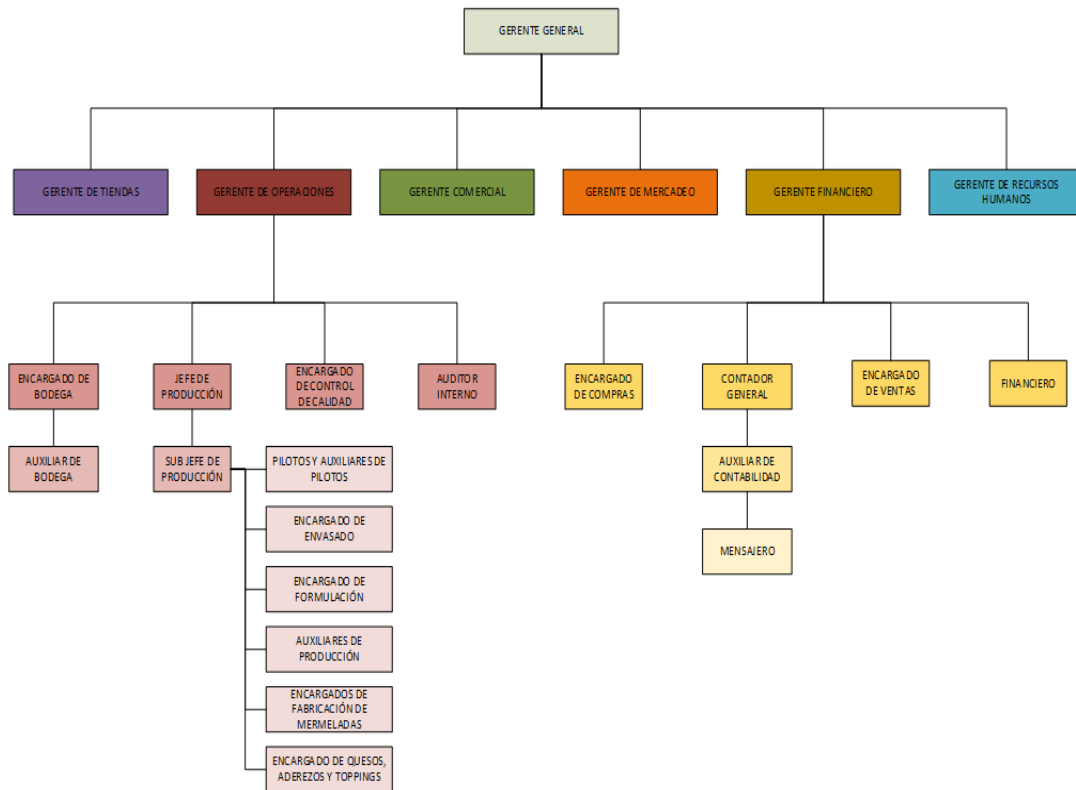 GERENTE GENERAL
GERENTE DE TIENDAS
GERENTE DE OPERACIONES
GERENTE COMERCIAL
GERENTE DE MERCADEO
GERENTE FINANCIERO
GERENTE DE RECURSOS
HUMANOS
ENCARGADO DE
BODEGA
JEFE DE
PRODUCCIÓN
ENCARGADO
DE CONTROL
DE CALIDAD
AUDITOR
INTERNO
ENCARGADO
DE COMPRAS
CONTADOR
GENERAL
ENCARGADO
DE VENTAS
FINANCIERO
AUXILIAR DE
BODEGA
SUB JEFE DE
PRODUCCIÓN
PILOTOS Y AUXILIARES DE
PILOTOS
AUXILIAR DE
CONTABILIDAD
ENCARGADO DE
ENVASADO
MENSAJERO
ENCARGADO DE
FORMULACIÓN
AUXILIARES DE
PRODUCCIÓN
ENCARGADOS DE
FABRICACIÓN DE
MERMELADAS
ENCARGADO DE QUESOS,
ADEREZOS Y TOPPINGS